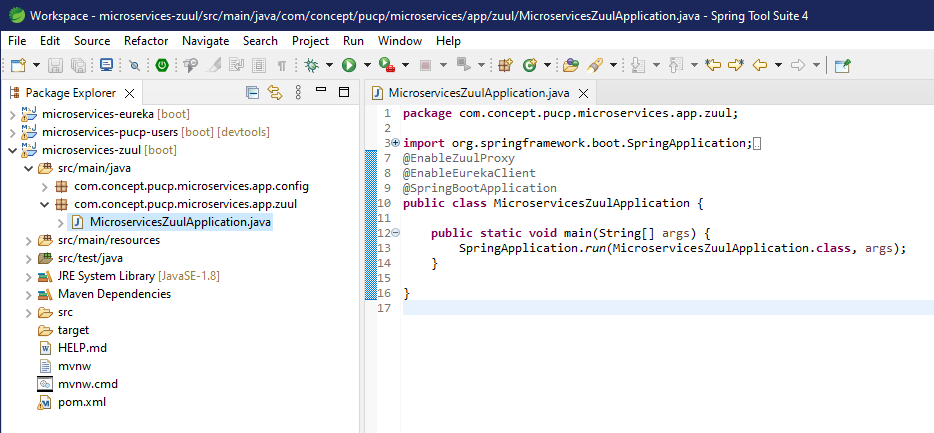 Workspace - microservices-zuul/src/main/java/com/concept/pucp/microservices/app/zuul/MicroservicesZuulApplication.java - Spring Tool Suite 4
File Edit Source Refactor Navigate Search Project Run Window Help
Package Explorer
microservices-eureka [boot]
microservices-pucp-users [boot] [devtools]
microservices-zuul [boot]
src/main/java
com.concept.pucp.microservices.app.config
com.concept.pucp.microservices.app.zuul
MicroservicesZuulApplication.java
src/main/resources
src/test/java
JRE System Library [JavaSE-1.8]
Maven Dependencies
src
target
HELP.md
mvnw
mvnw.cmd
pom.xml
MicroservicesZuulApplication.java
1 package com.concept.pucp.microservices.app.zuul;
2
3 import org.springframework.boot.SpringApplication;
7 @EnableZuulProxy
8 @EnableEurekaClient
9 @SpringBootApplication
10 public class MicroservicesZuulApplication {
11
12 public static void main(String[] args) {
13 SpringApplication.run(MicroservicesZuulApplication.class, args);
14 }
15
16 }
17